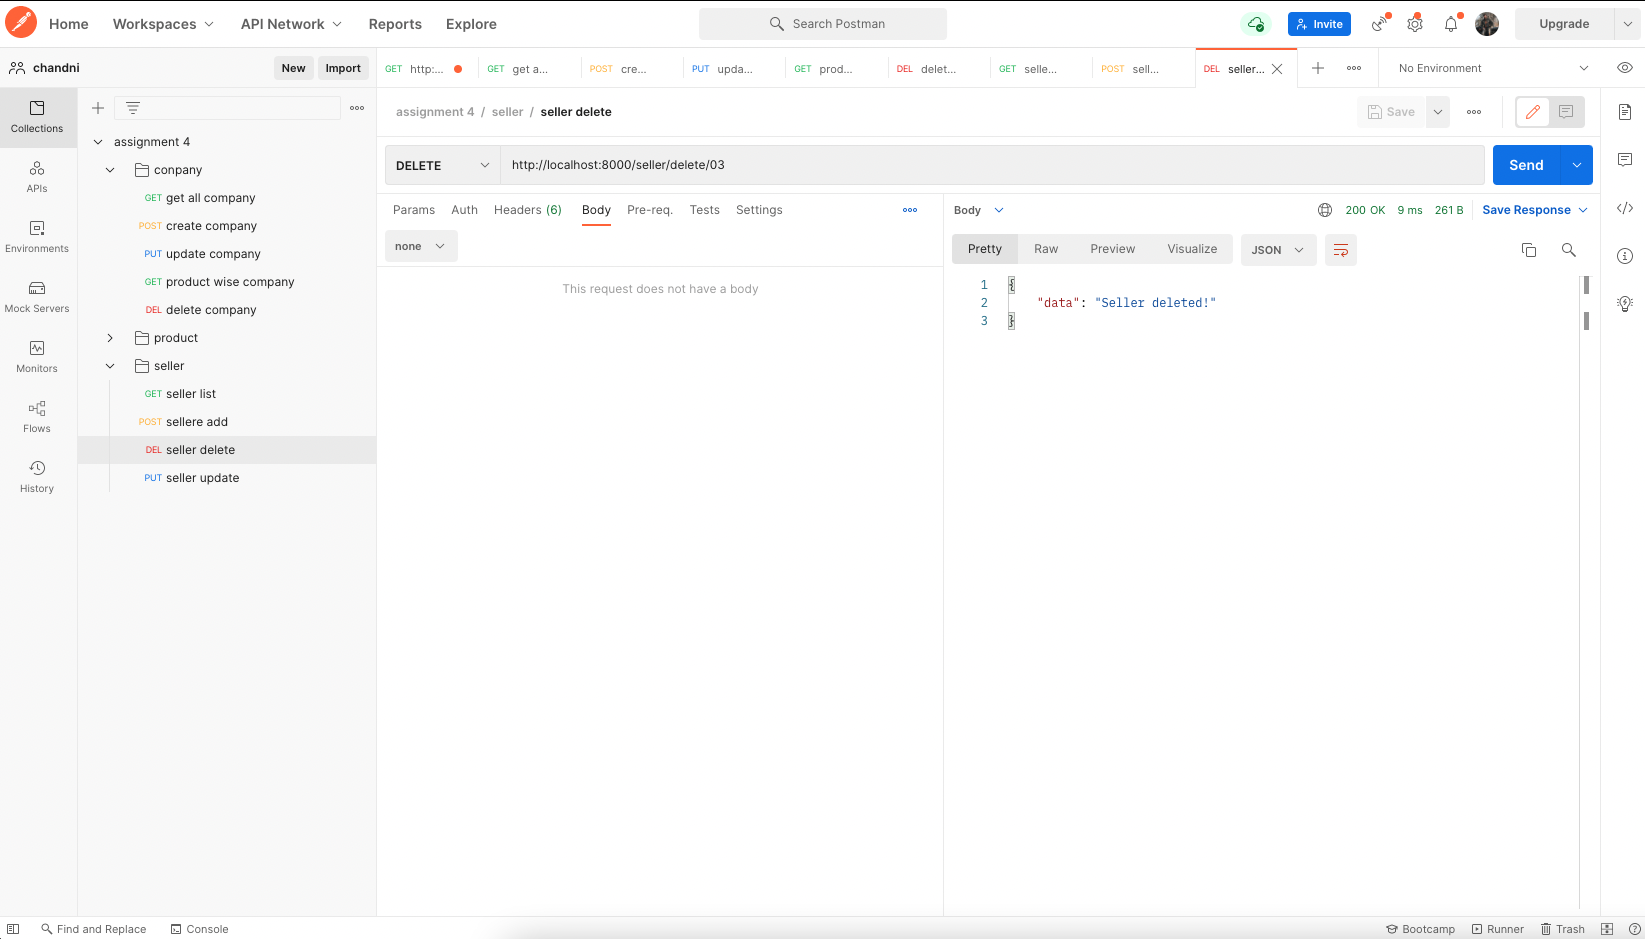 Home Workspaces API Network Reports Explore Search Postman Invite Upgrade
chandni New Import GET http:... GET get a... POST cre... PUT upda... GET prod... DEL delet... GET selle... POST sell... DEL seller... No Environment
Collections
APIs
Environments
Mock Servers
Monitors
Flows
History
assignment 4
conpany
GET get all company
POST create company
PUT update company
GET product wise company
DEL delete company
product
seller
GET seller list
POST sellere add
DEL seller delete
PUT seller update
assignment 4 / seller / seller delete Save
DELETE http://localhost:8000/seller/delete/03 Send
Params Auth Headers (6) Body Pre-req. Tests Settings
none
This request does not have a body
Body 200 OK 9 ms 261 B Save Response
Pretty Raw Preview Visualize JSON
1 {
2 "data": "Seller deleted!"
3 }
Find and Replace Console Bootcamp Runner Trash